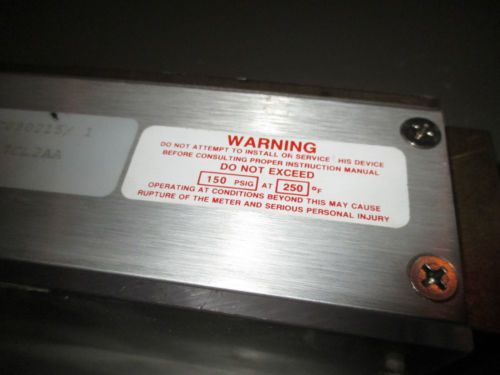 WARNING
DO NOT ATTEMPT TO INSTALL OR SERVICE HIS DEVICE
BEFORE CONSULTING PROPER INSTRUCTION MANUAL
DO NOT EXCEED
150 PSIG AT 250 °F
OPERATING AT CONDITIONS BEYOND THIS MAY CAUSE
RUPTURE OF THE METER AND SERIOUS PERSONAL INJURY